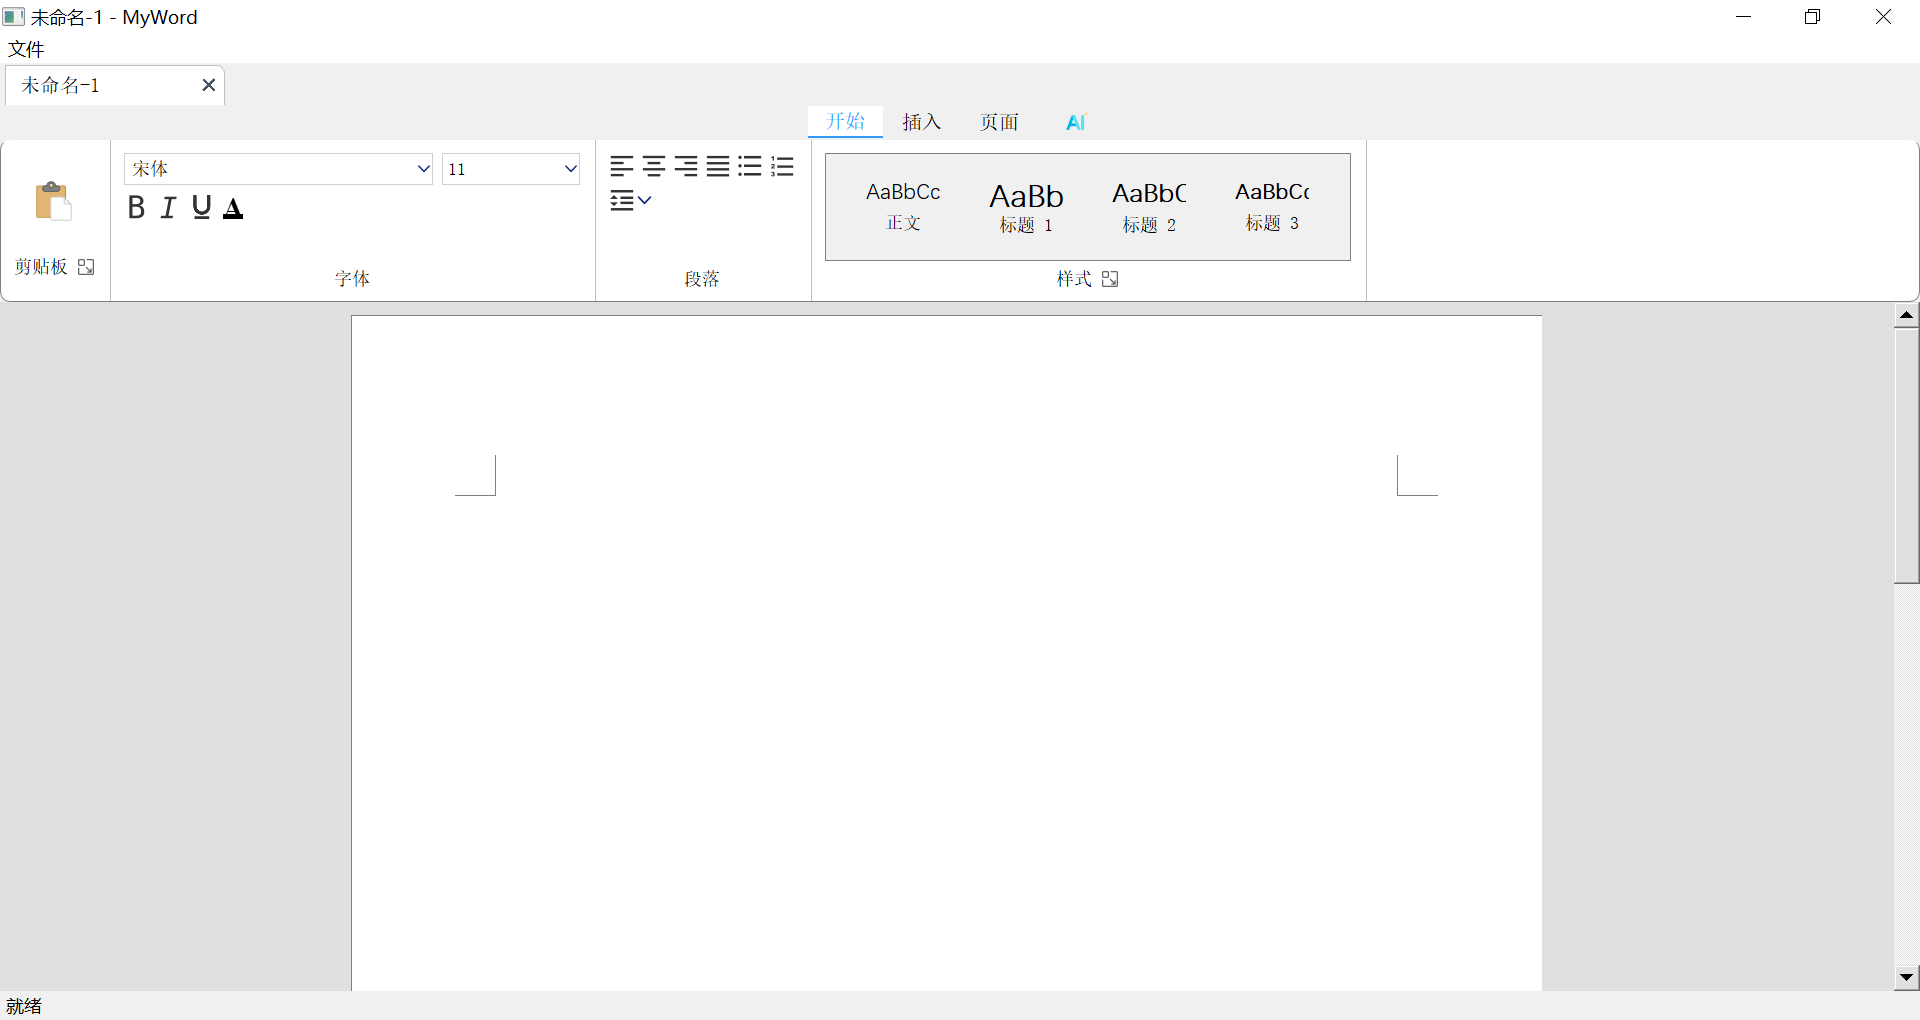 未命名-1 - MyWord
文件
未命名-1
开始 插入 页面 AI
宋体 11
B I U A
AaBbCc AaBb AaBbC AaBbCc
正文 标题 1 标题 2 标题 3
剪贴板 字体 段落 样式
就绪